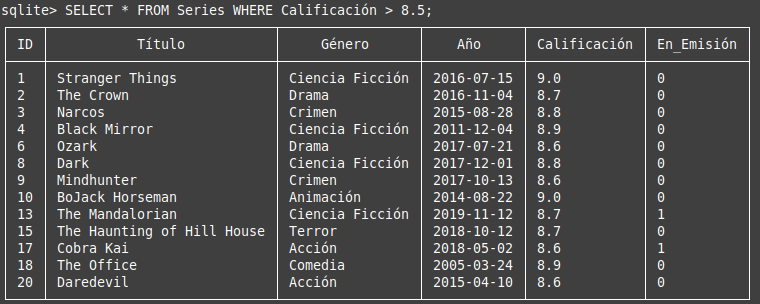 sqlite> SELECT * FROM Series WHERE Calificación > 8.5;
ID Título Género Año Calificación En_Emisión
1 Stranger Things Ciencia Ficción 2016-07-15 9.0 0
2 The Crown Drama 2016-11-04 8.7 0
3 Narcos Crimen 2015-08-28 8.8 0
4 Black Mirror Ciencia Ficción 2011-12-04 8.9 0
6 Ozark Drama 2017-07-21 8.6 0
8 Dark Ciencia Ficción 2017-12-01 8.8 0
9 Mindhunter Crimen 2017-10-13 8.6 0
10 BoJack Horseman Animación 2014-08-22 9.0 0
13 The Mandalorian Ciencia Ficción 2019-11-12 8.7 1
15 The Haunting of Hill House Terror 2018-10-12 8.7 0
17 Cobra Kai Acción 2018-05-02 8.6 1
18 The Office Comedia 2005-03-24 8.9 0
20 Daredevil Acción 2015-04-10 8.6 0